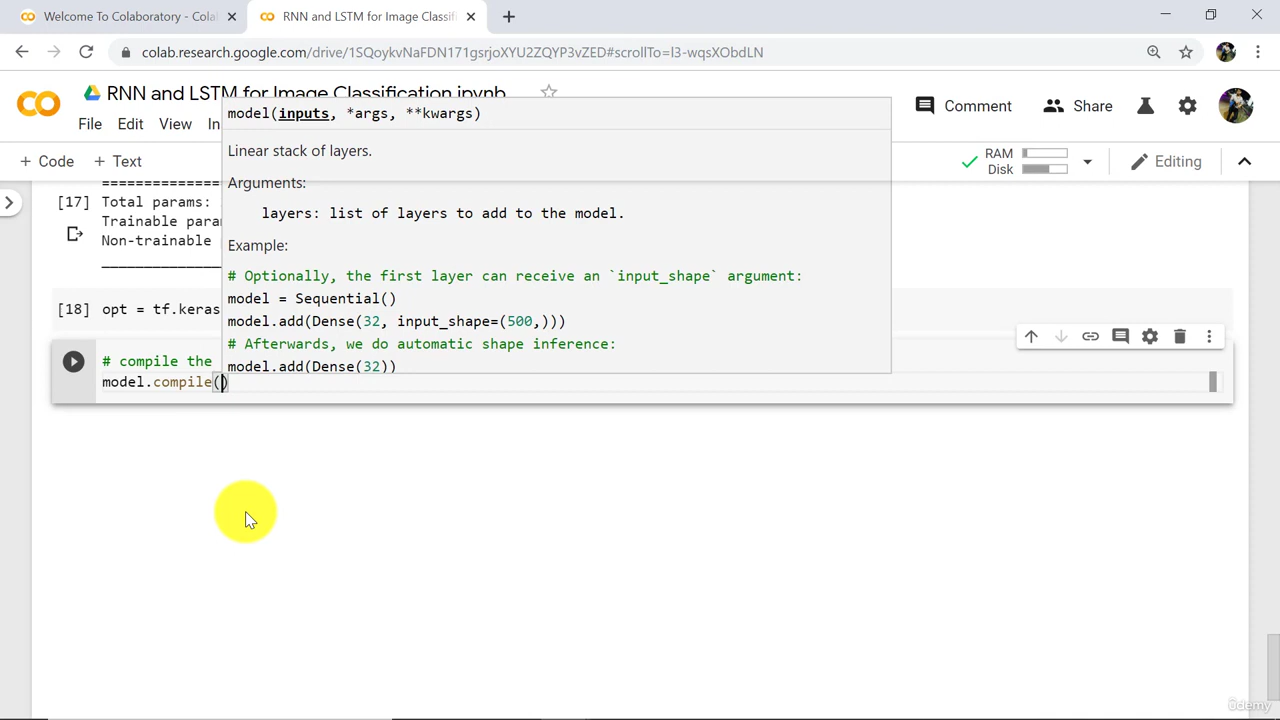 Welcome To Colaboratory - Cola
RNN and LSTM for Image Classifi
colab.research.google.com/drive/1SQoykvNaFDN171gsrjoXYU2ZQYP3vZED#scrollTo=I3-wqsXObdLN
RNN and LSTM for Image Classification.ipynb
File Edit View In
Comment Share
+ Code + Text
RAM
Disk
Editing
model(inputs, *args, **kwargs)
Linear stack of layers.
Arguments:
layers: list of layers to add to the model.
Example:
# Optionally, the first layer can receive an `input_shape` argument:
model = Sequential()
model.add(Dense(32, input_shape=(500,)))
# Afterwards, we do automatic shape inference:
model.add(Dense(32))
[17] Total params:
Trainable para
Non-trainable
[18] opt = tf.keras
# compile the
model.compile()
ûdemy